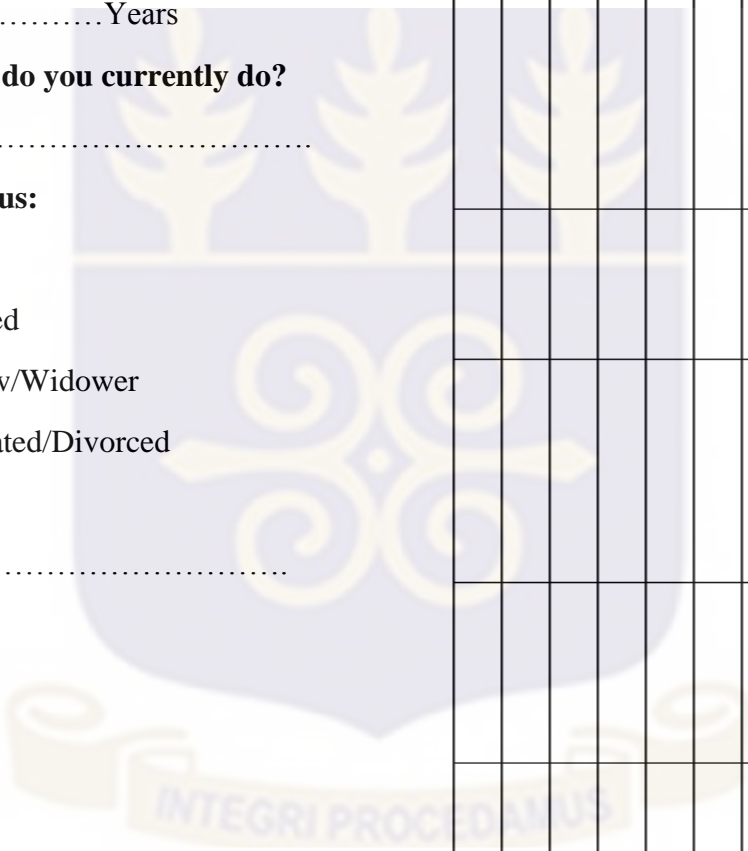 …………Years
do you currently do?
…………………………….
us:
ed
w/Widower
ated/Divorced
………………………….
INTEGRI PROCEDAMUS